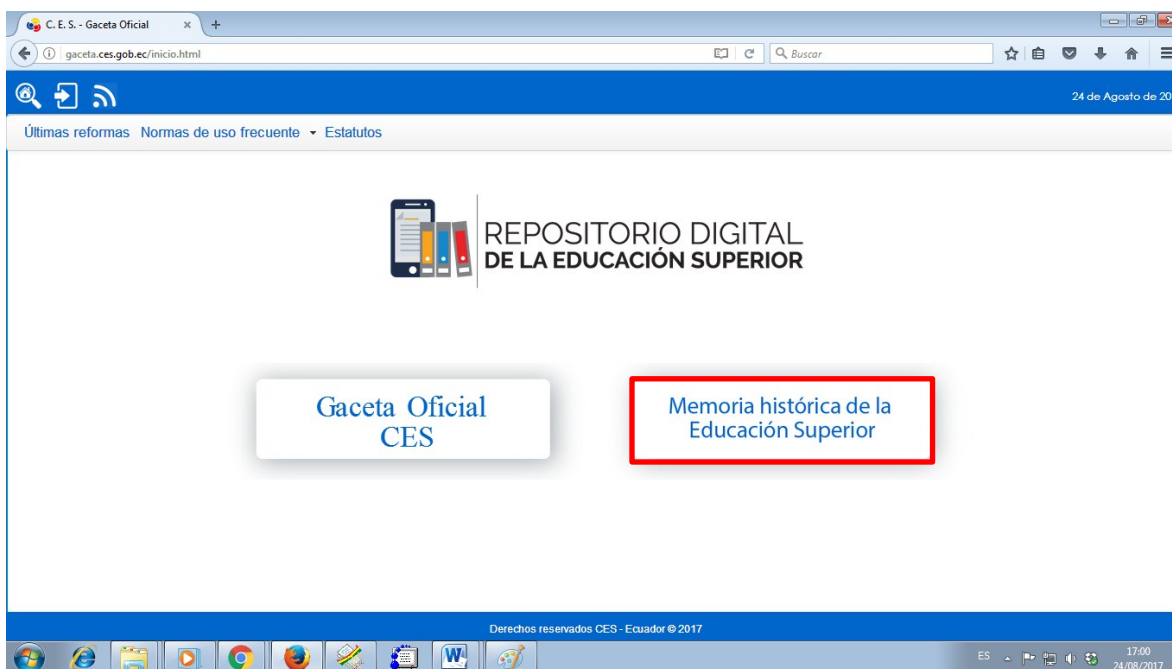 C. E. S. - Gaceta Oficial
gaceta.ces.gob.ec/inicio.html
Buscar
24 de Agosto de 20
Últimas reformas Normas de uso frecuente Estatutos
REPOSITORIO DIGITAL
DE LA EDUCACIÓN SUPERIOR
Gaceta Oficial
CES
Memoria histórica de la
Educación Superior
Derechos reservados CES - Ecuador © 2017
ES
17:00
24/08/2017